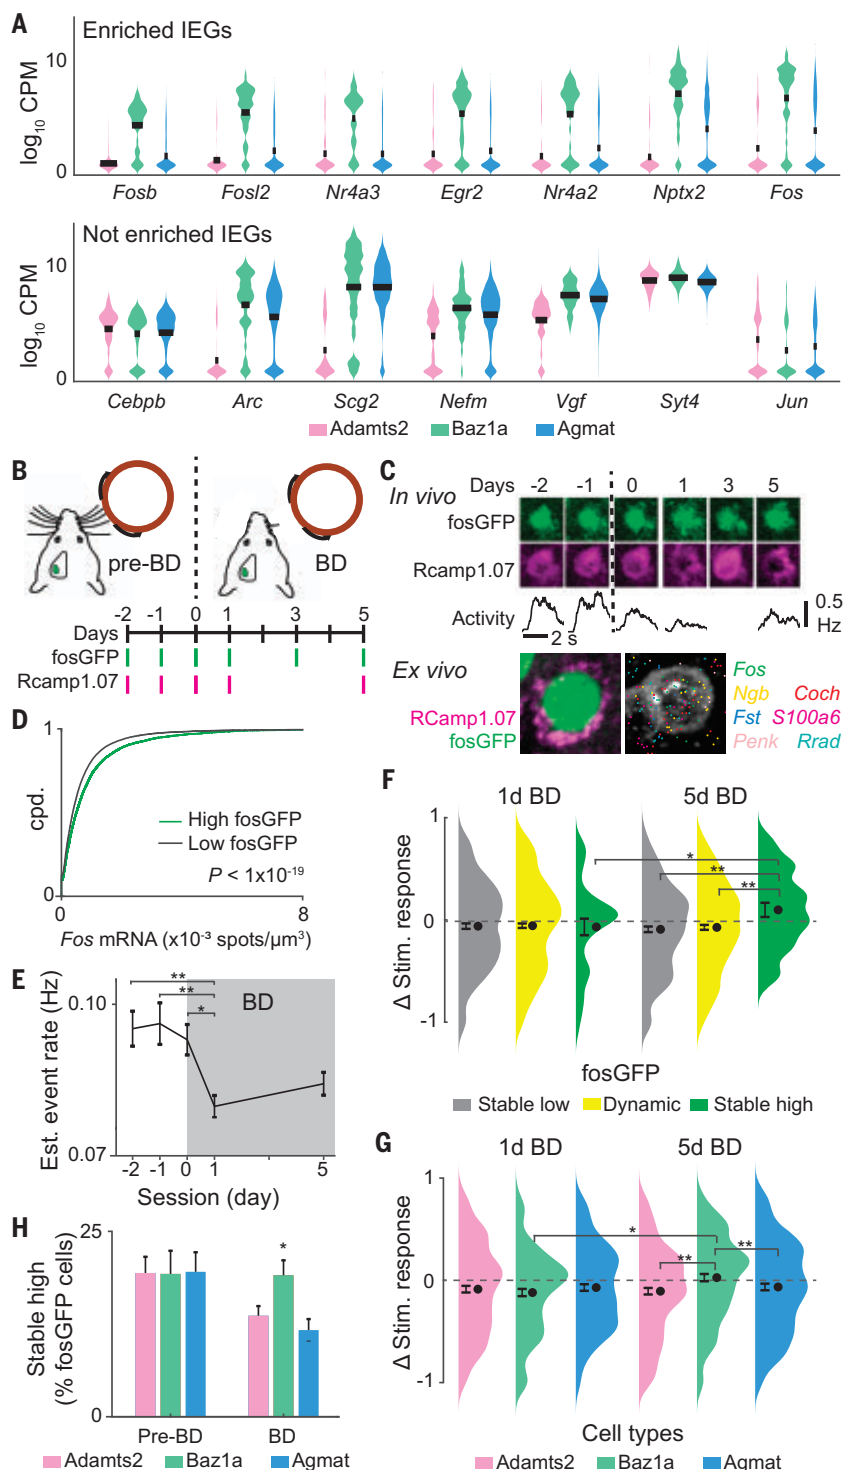 A
Enriched IEGs
log10 CPM
10
0
Fosb Fosl2 Nr4a3 Egr2 Nr4a2 Nptx2 Fos
Not enriched IEGs
log10 CPM
10
0
Cebpb Arc Scg2 Nefm Vgf Syt4 Jun
Adamts2 Baz1a Agmat
B
pre-BD
BD
-2 -1 0 1 3 5
Days
fosGFP
Rcamp1.07
C
In vivo
Days -2 -1 0 1 3 5
fosGFP
Rcamp1.07
Activity
0.5
Hz
2 s
Ex vivo
RCamp1.07
fosGFP
Fos
Ngb Coch
Fst S100a6
Penk Rrad
D
1
cpd.
0
High fosGFP
Low fosGFP
P < 1x10-19
0 8
Fos mRNA (x10-3 spots/µm3)
E
** 
**
*
BD
Est. event rate (Hz)
0.10
0.07
-2 -1 0 1 5
Session (day)
F
1d BD 5d BD
Δ Stim. response
1
0
-1
*
**
**
fosGFP
Stable low Dynamic Stable high
G
1d BD 5d BD
Δ Stim. response
1
0
-1
*
**
**
Cell types
Adamts2 Baz1a Agmat
H
Stable high
(% fosGFP cells)
25
0
*
Pre-BD BD
Adamts2 Baz1a Agmat